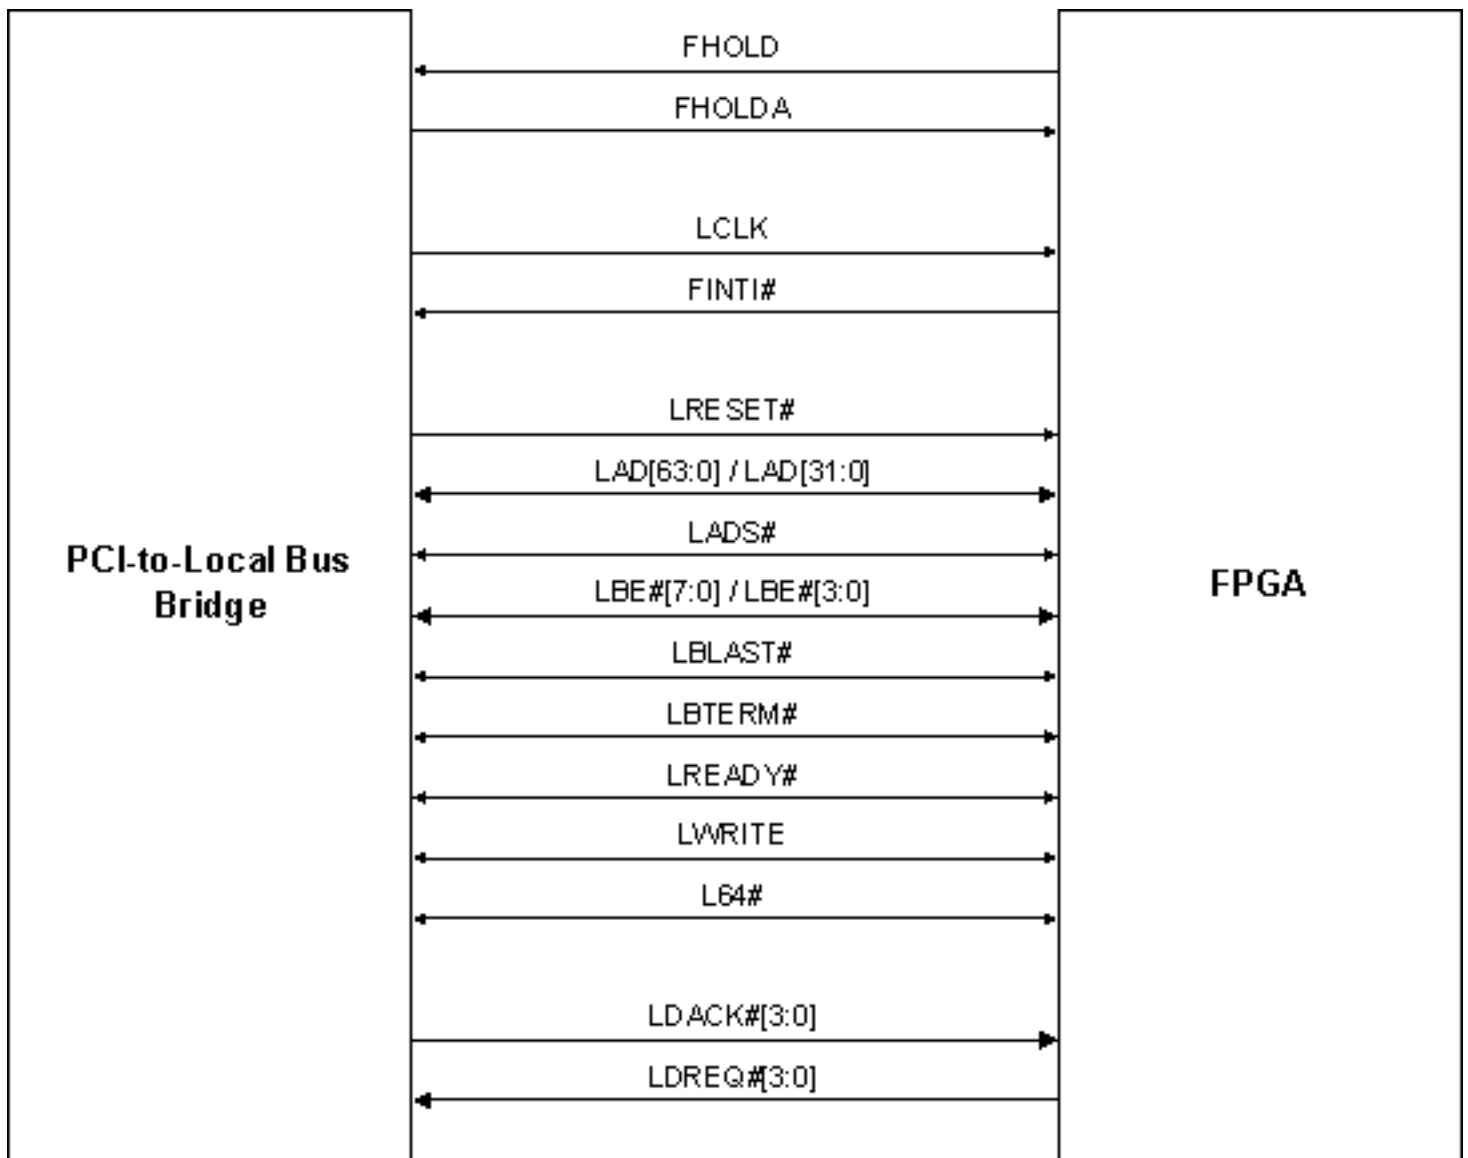 FHOLD
FHOLDA
LCLK
FINTI#
LRESET#
LAD[63:0] / LAD[31:0]
LADS#
PCI-to-Local Bus
Bridge
LBE#[7:0] / LBE#[3:0]
FPGA
LBLAST#
LBTERM#
LREADY#
LWRITE
L64#
LDACK#[3:0]
LDREQ#[3:0]